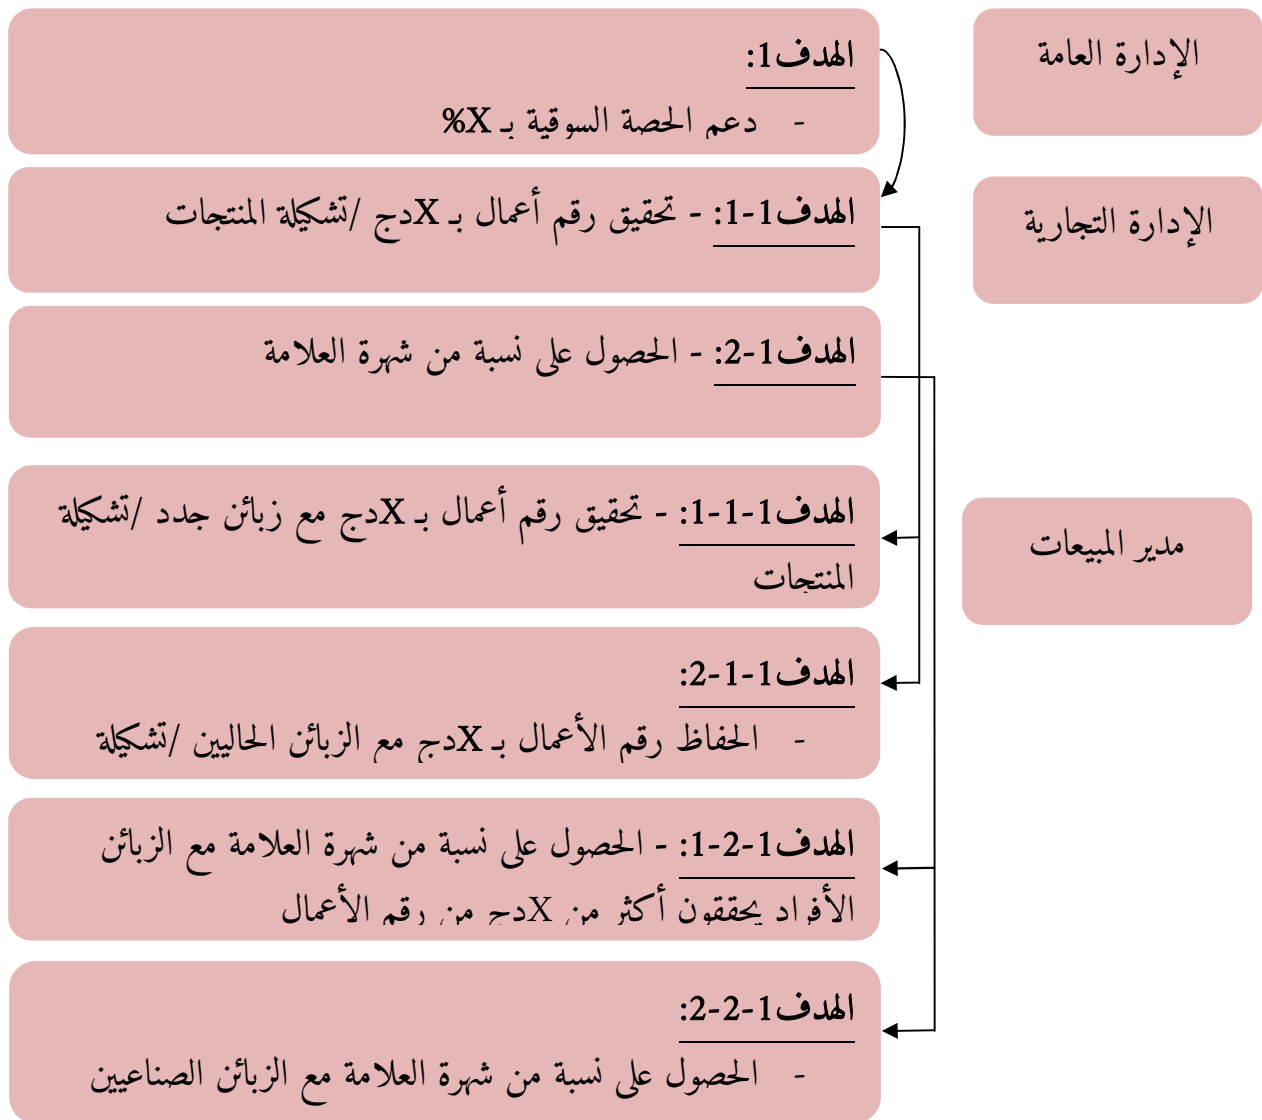 الهدف1:
- دعم الحصة السوقية بـ X%
الإدارة العامة
الهدف1-1: - تحقيق رقم أعمال بـ Xدج /تشكيلة المنتجات
الإدارة التجارية
الهدف1-2: - الحصول على نسبة من شهرة العلامة
الهدف1-1-1: - تحقيق رقم أعمال بـ Xدج مع زبائن جدد /تشكيلة
المنتجات
مدير المبيعات
الهدف1-1-2:
- الحفاظ رقم الأعمال بـ Xدج مع الزبائن الحاليين /تشكيلة
الهدف1-2-1: - الحصول على نسبة من شهرة العلامة مع الزبائن
الأفراد يحققون أكثر من Xدج من رقم الأعمال
الهدف1-2-2:
- الحصول على نسبة من شهرة العلامة مع الزبائن الصناعيين